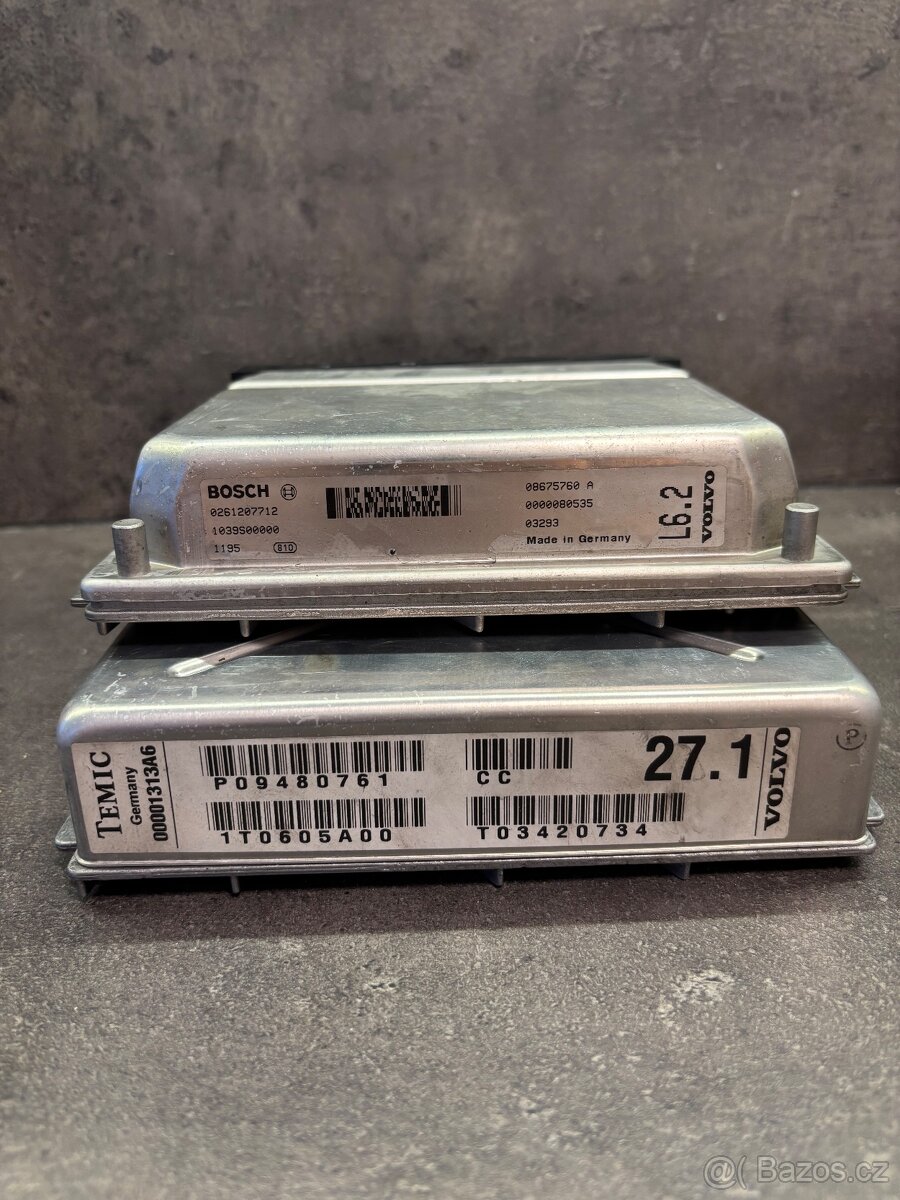 BOSCH
0261207712
1039S00000
1195 810
08675760 A
0000080535
03293
Made in Germany
L6.2
VOLVO
TEMIC
Germany
00001313A6
P09480761
1T0605A00
CC
T03420734
27.1
VOLVO
P
@( Bazos.cz